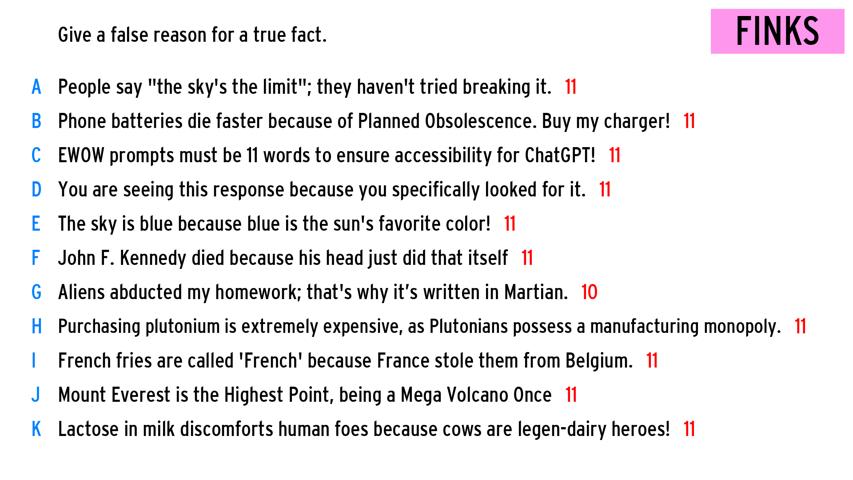 Give a false reason for a true fact.
FINKS
A People say "the sky's the limit"; they haven't tried breaking it. 11
B Phone batteries die faster because of Planned Obsolescence. Buy my charger! 11
C EWOW prompts must be 11 words to ensure accessibility for ChatGPT! 11
D You are seeing this response because you specifically looked for it. 11
E The sky is blue because blue is the sun's favorite color! 11
F John F. Kennedy died because his head just did that itself 11
G Aliens abducted my homework; that's why it’s written in Martian. 10
H Purchasing plutonium is extremely expensive, as Plutonians possess a manufacturing monopoly. 11
I French fries are called 'French' because France stole them from Belgium. 11
J Mount Everest is the Highest Point, being a Mega Volcano Once 11
K Lactose in milk discomforts human foes because cows are legen-dairy heroes! 11